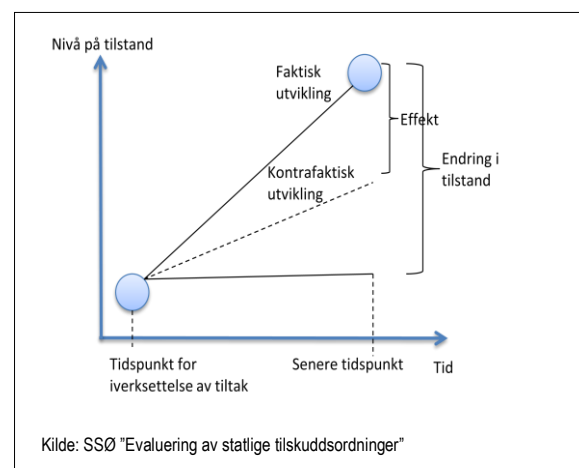 Nivå på tilstand
Faktisk
utvikling
Effekt
Endring i
tilstand
Kontrafaktisk
utvikling
Tidspunkt for
iverksettelse av tiltak
Senere tidspunkt
Tid
Kilde: SSØ ”Evaluering av statlige tilskuddsordninger”